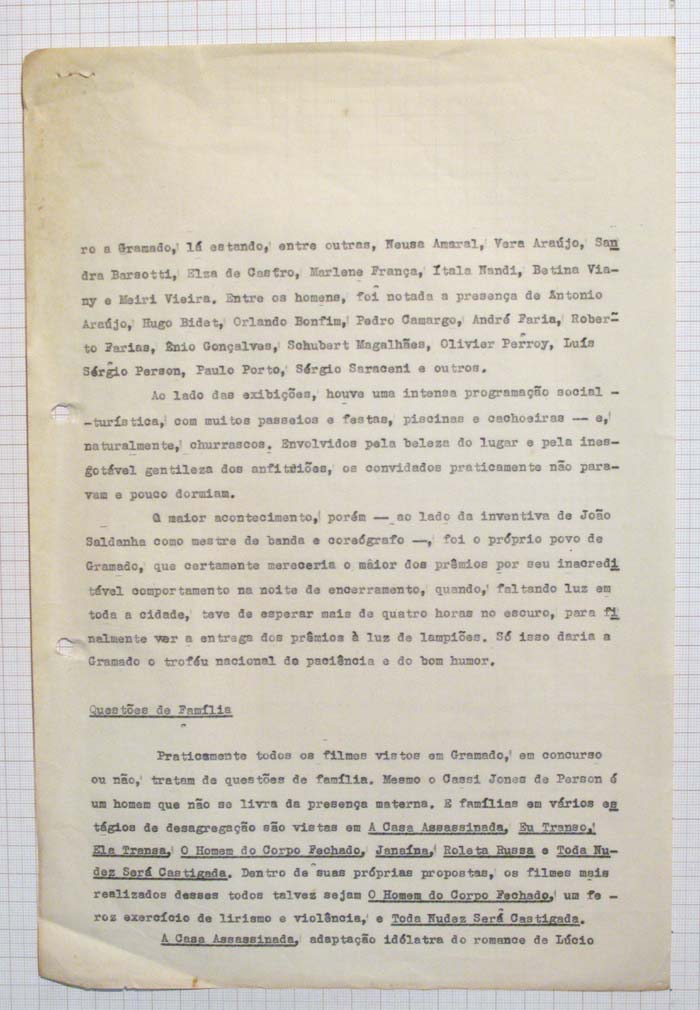 ro a Gramado, lá estando, entre outras, Neusa Amaral, Vera Araújo, San
dra Barsotti, Elza de Castro, Marlene França, Ítala Nandi, Betina Via-
ny e Meiri Vieira. Entre os homens, foi notada a presença de Antonio
Araújo, Hugo Bidet, Orlando Bonfim, Pedro Camargo, André Faria, Rober-
to Farias, Ênio Gonçalves, Schubert Magalhães, Olivier Perroy, Luís
Sérgio Person, Paulo Porto, Sérgio Saraceni e outros.
Ao lado das exibições, houve uma intensa programação social -
-turística, com muitos passeios e festas, piscinas e cachoeiras — e,
naturalmente, churrascos. Envolvidos pela beleza do lugar e pela ines-
gotável gentileza dos anfitriões, os convidados praticamente não para-
vam e pouco dormiam.
O maior acontecimento, porém — ao lado da inventiva de João
Saldanha como mestre de banda e coreógrafo —, foi o próprio povo de
Gramado, que certamente mereceria o maior dos prêmios por seu inacredi
tável comportamento na noite de encerramento, quando, faltando luz em
toda a cidade, teve de esperar mais de quatro horas no escuro, para fi
nalmente ver a entrega dos prêmios à luz de lampiões. Só isso daria a
Gramado o troféu nacional de paciência e do bom humor.
Questões de Família
Praticamente todos os filmes vistos em Gramado, em concurso
ou não, tratam de questões de família. Mesmo o Cassi Jones de Person é
um homem que não se livra da presença materna. E famílias em vários es
tágios de desagregação são vistas em A Casa Assassinada, Eu Transo,
Ela Transa, O Homem do Corpo Fechado, Janaína, Roleta Russa e Toda Nu-
dez Será Castigada. Dentro de suas próprias propostas, os filmes mais
realizados desses todos talvez sejam O Homem do Corpo Fechado, um fe -
roz exercício de lirismo e violência, e Toda Nudez Será Castigada.
A Casa Assassinada, adaptação idólatra do romance de Lúcio